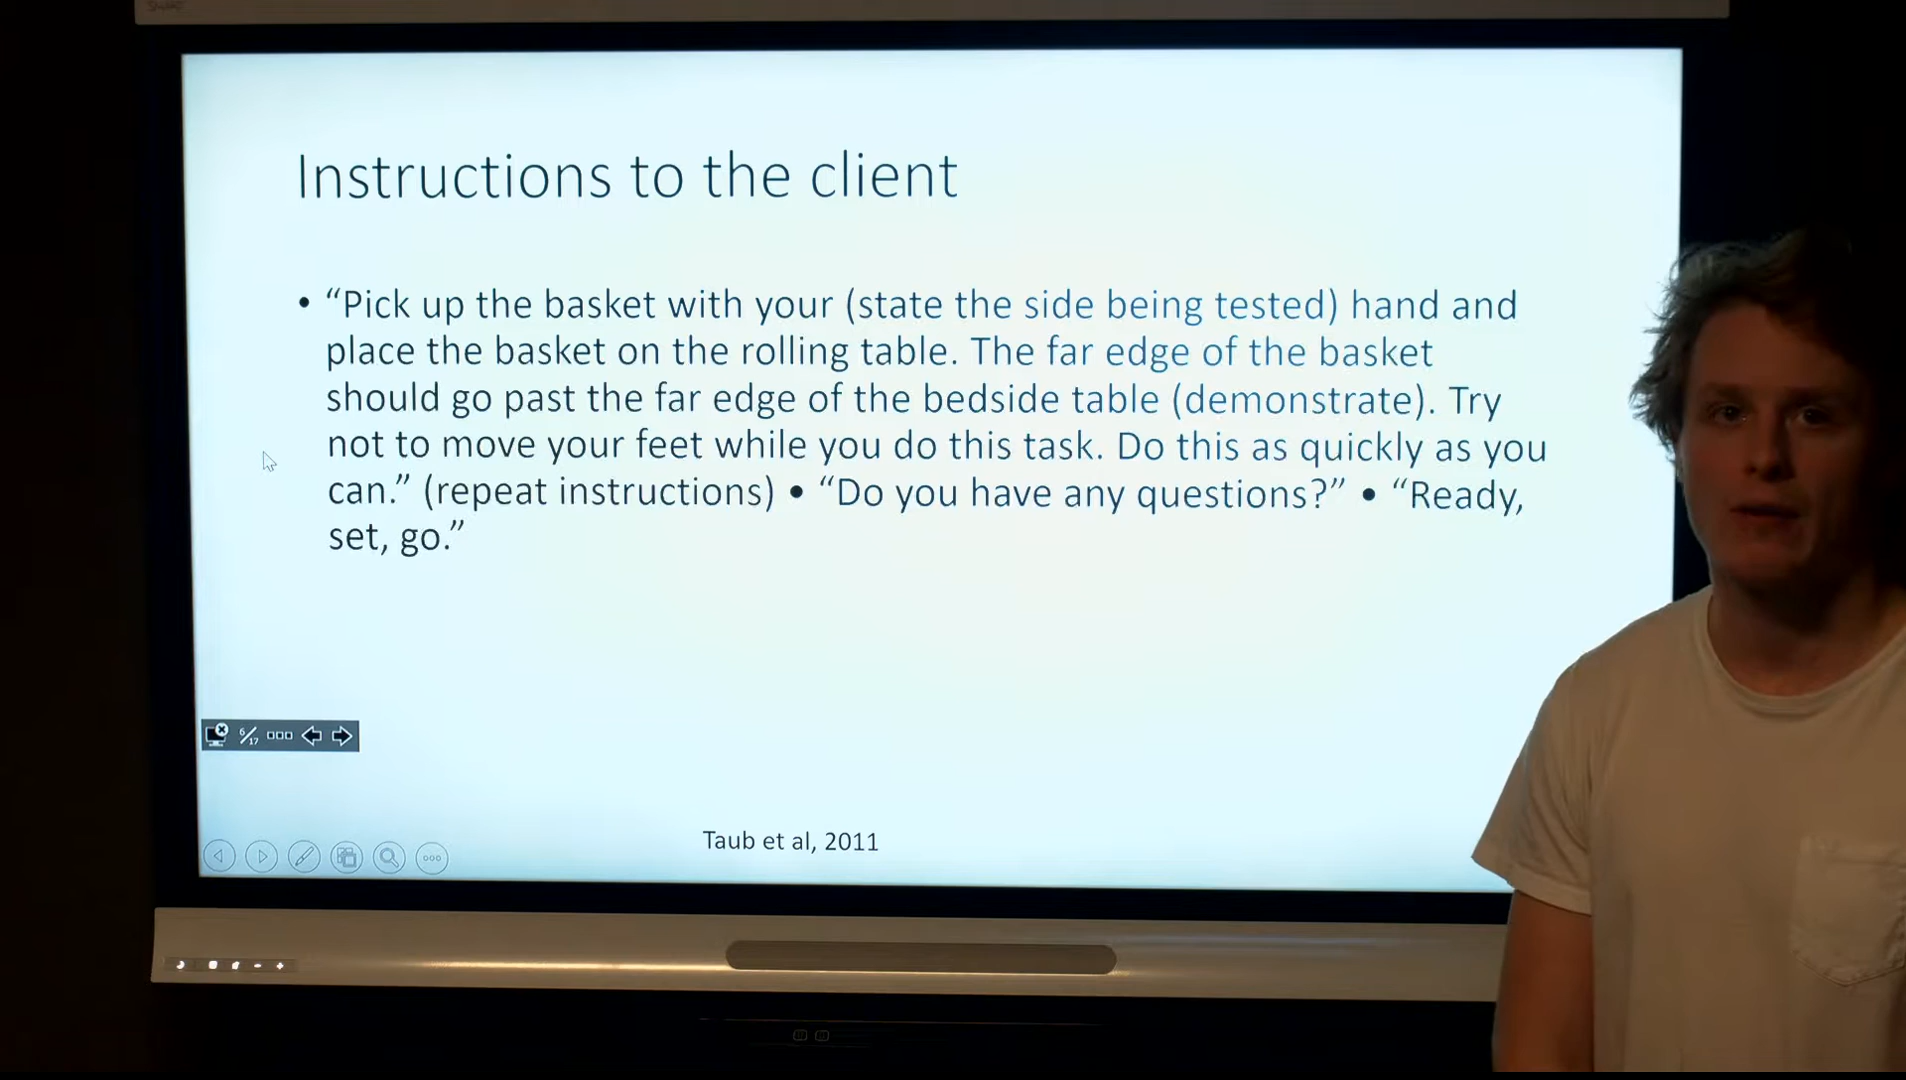 SMART
Instructions to the client
• “Pick up the basket with your (state the side being tested) hand and
place the basket on the rolling table. The far edge of the basket
should go past the far edge of the bedside table (demonstrate). Try
not to move your feet while you do this task. Do this as quickly as you
can.” (repeat instructions) • “Do you have any questions?” • “Ready,
set, go.”
6/17
Taub et al, 2011